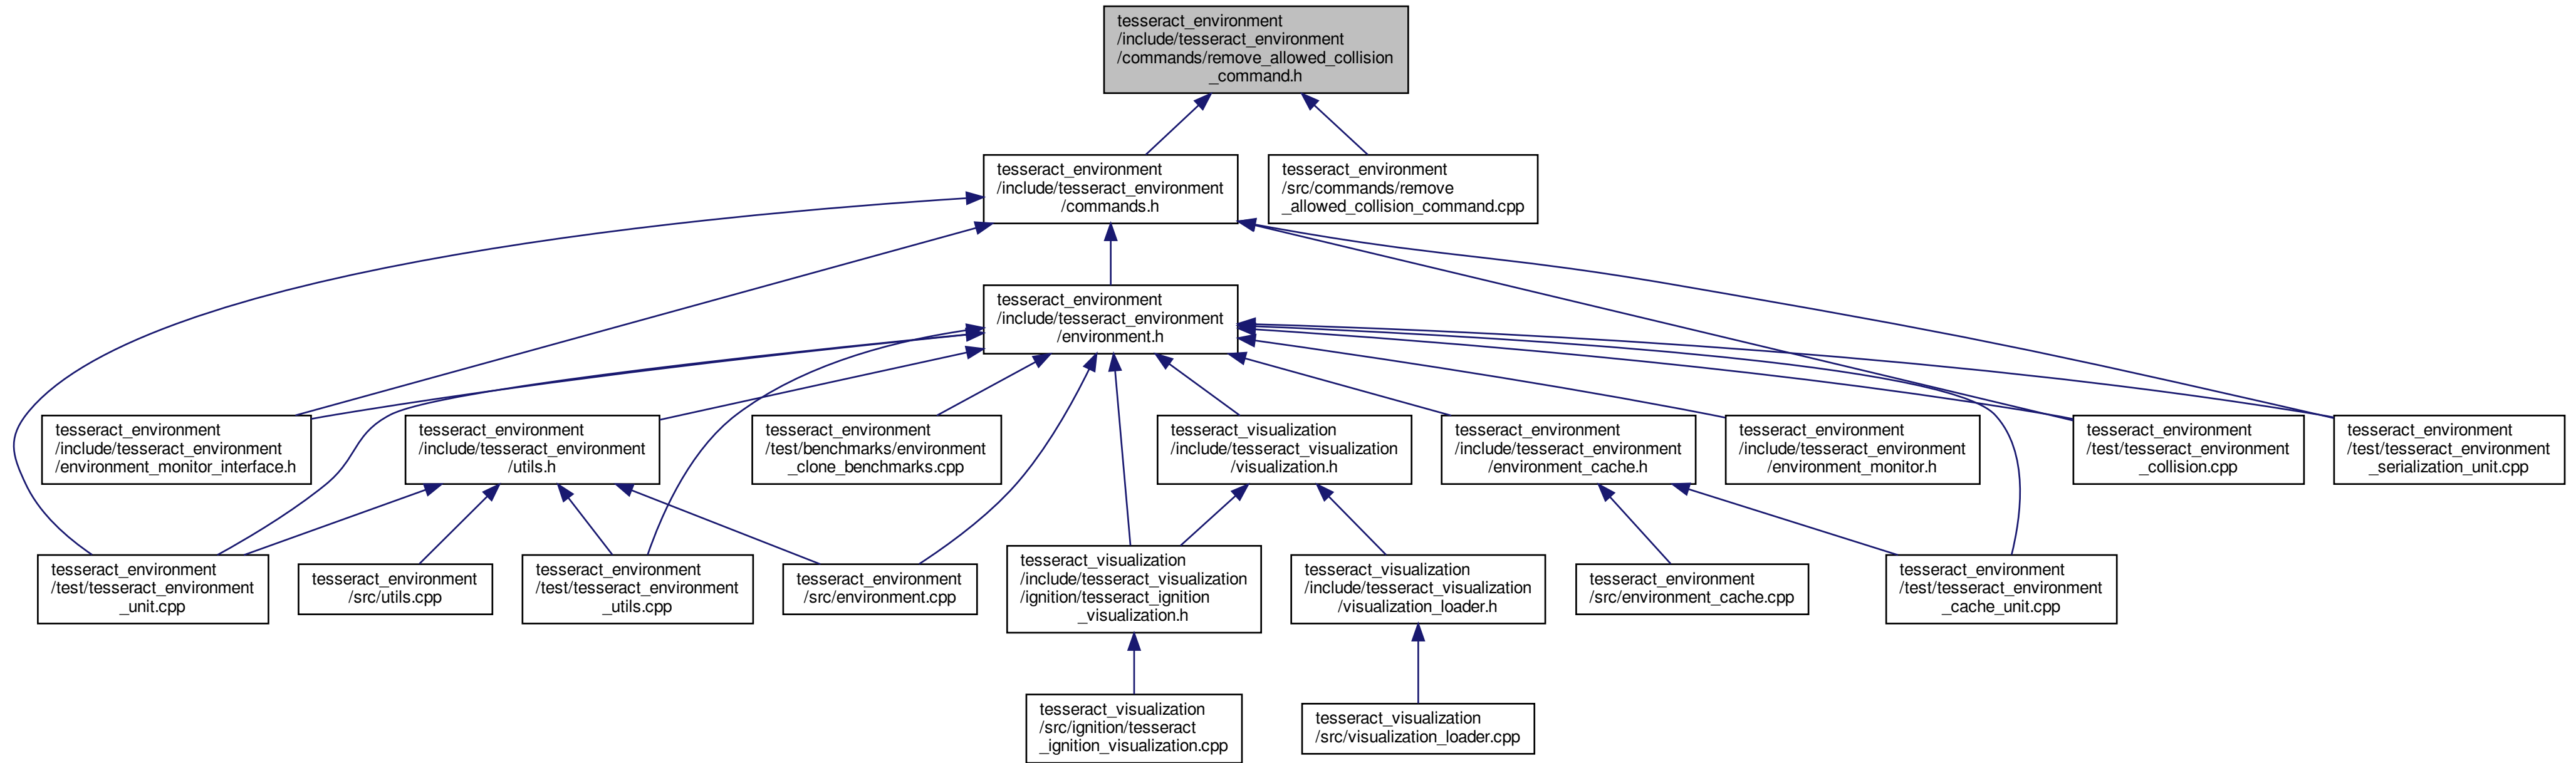 tesseract_environment
/include/tesseract_environment
/commands/remove_allowed_collision
_command.h
tesseract_environment
/include/tesseract_environment
/commands.h
tesseract_environment
/src/commands/remove
_allowed_collision_command.cpp
tesseract_environment
/include/tesseract_environment
/environment.h
tesseract_environment
/include/tesseract_environment
/environment_monitor_interface.h
tesseract_environment
/include/tesseract_environment
/utils.h
tesseract_environment
/test/benchmarks/environment
_clone_benchmarks.cpp
tesseract_visualization
/include/tesseract_visualization
/visualization.h
tesseract_environment
/include/tesseract_environment
/environment_cache.h
tesseract_environment
/include/tesseract_environment
/environment_monitor.h
tesseract_environment
/test/tesseract_environment
_collision.cpp
tesseract_environment
/test/tesseract_environment
_serialization_unit.cpp
tesseract_environment
/test/tesseract_environment
_unit.cpp
tesseract_environment
/src/utils.cpp
tesseract_environment
/test/tesseract_environment
_utils.cpp
tesseract_environment
/src/environment.cpp
tesseract_visualization
/include/tesseract_visualization
/ignition/tesseract_ignition
_visualization.h
tesseract_visualization
/include/tesseract_visualization
/visualization_loader.h
tesseract_environment
/src/environment_cache.cpp
tesseract_environment
/test/tesseract_environment
_cache_unit.cpp
tesseract_visualization
/src/ignition/tesseract
_ignition_visualization.cpp
tesseract_visualization
/src/visualization_loader.cpp